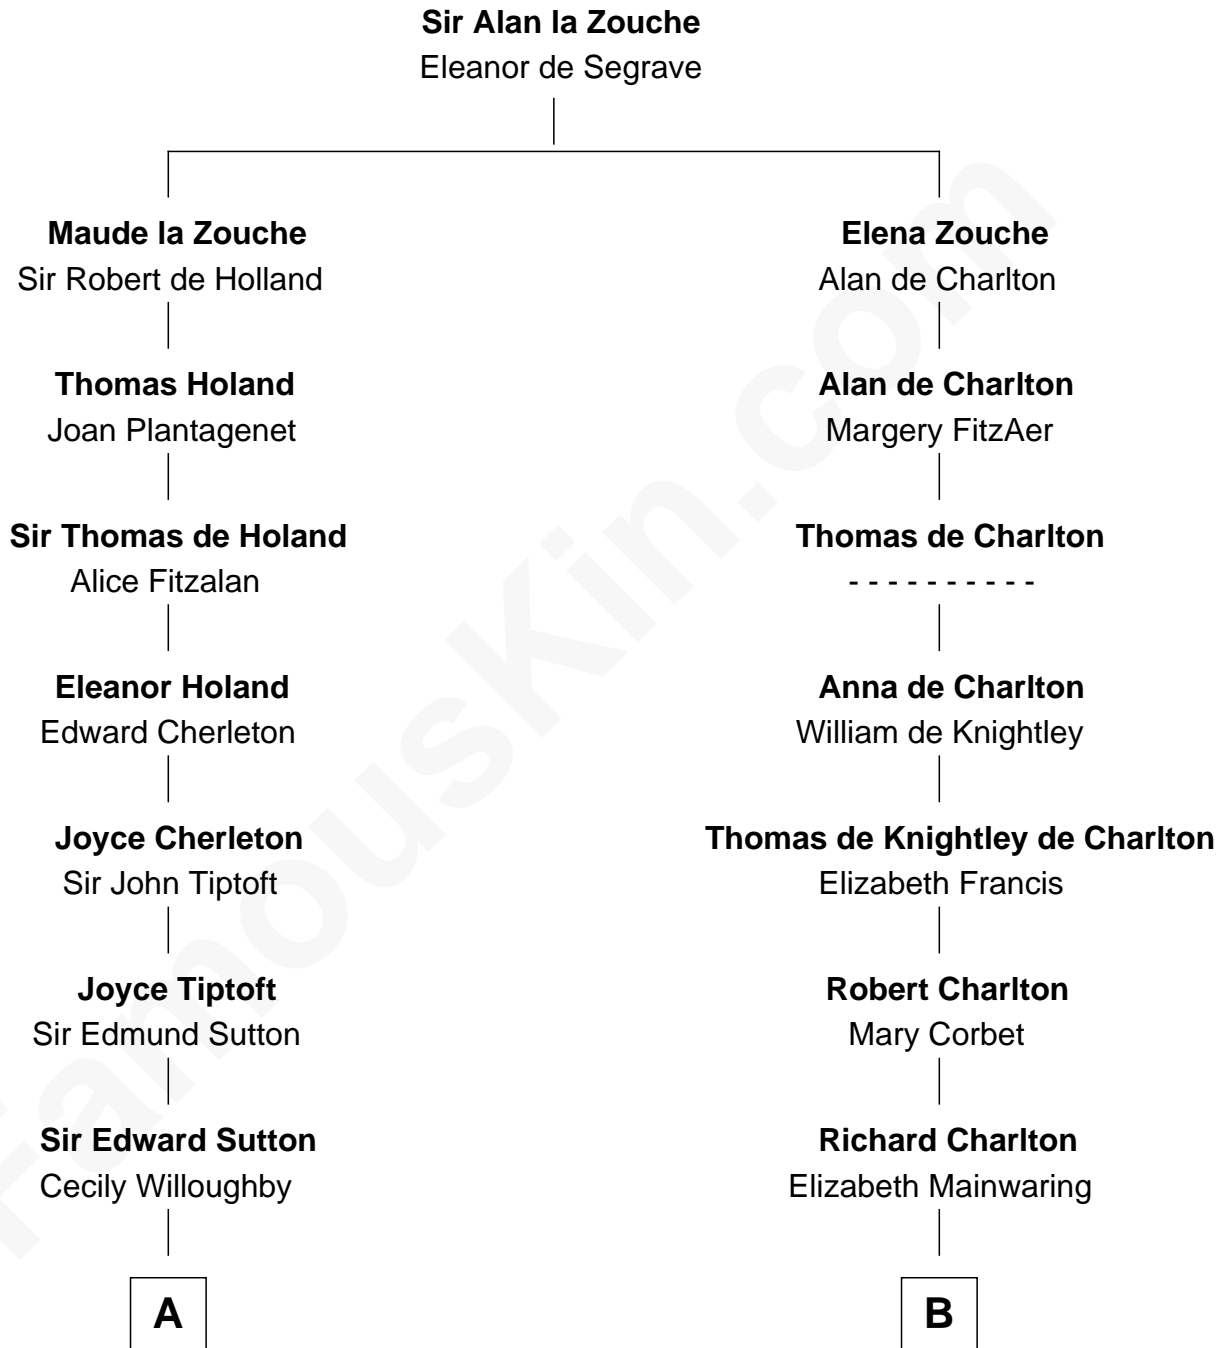 Sir Alan la Zouche
Eleanor de Segrave
Maude la Zouche
Sir Robert de Holland
Elena Zouche
Alan de Charlton
Thomas Holand
Joan Plantagenet
Alan de Charlton
Margery FitzAer
Sir Thomas de Holand
Alice Fitzalan
Thomas de Charlton
- - - - - - - - - -
Eleanor Holand
Edward Cherleton
Anna de Charlton
William de Knightley
Joyce Cherleton
Sir John Tiptoft
Thomas de Knightley de Charlton
Elizabeth Francis
Joyce Tiptoft
Sir Edmund Sutton
Robert Charlton
Mary Corbet
Sir Edward Sutton
Cecily Willoughby
Richard Charlton
Elizabeth Mainwaring
A
B
FamousKin.com